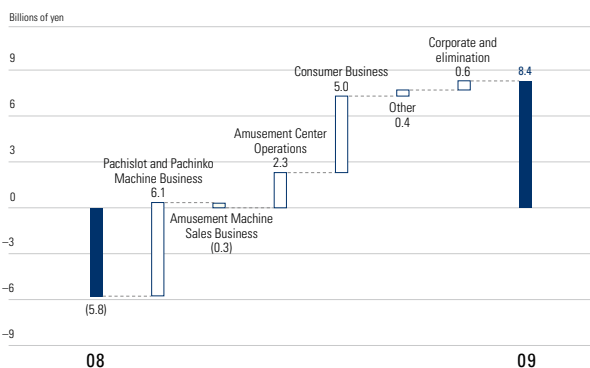 Billions of yen
9
6
3
0
–3
–6
–9
(5.8)
Pachislot and Pachinko
Machine Business
6.1
Amusement Machine
Sales Business
(0.3)
Amusement Center
Operations
2.3
Consumer Business
5.0
Other
0.4
Corporate and
elimination
0.6
8.4
08
09